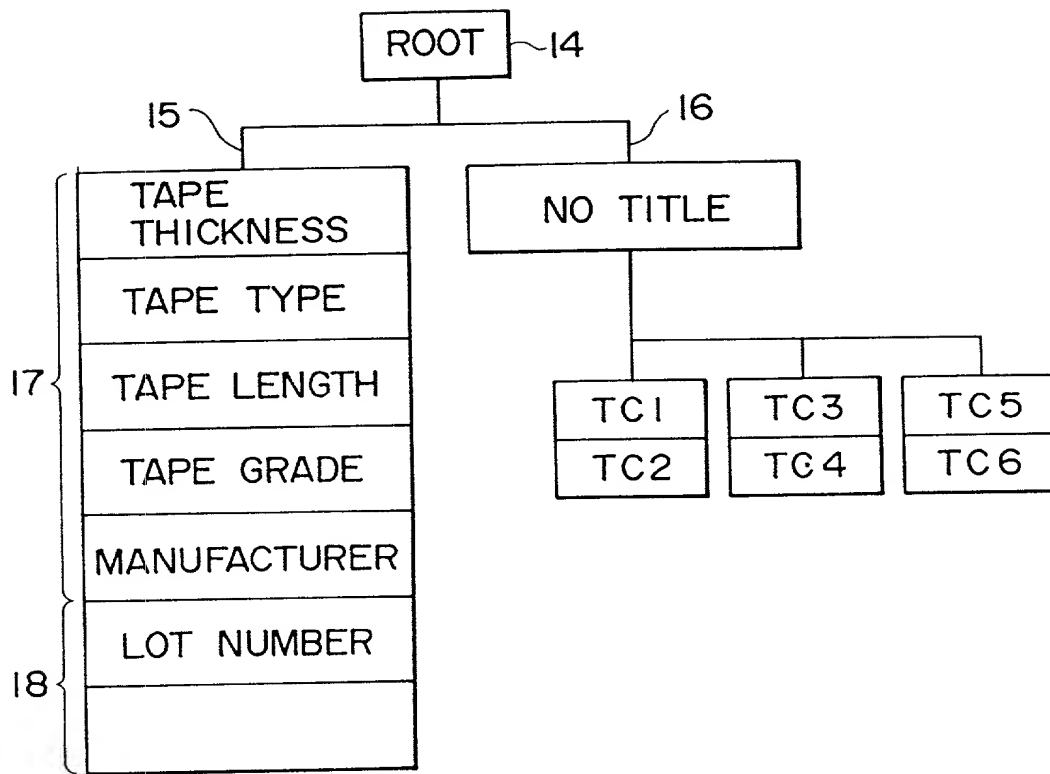 ROOT
14
15
16
TAPE
THICKNESS
NO TITLE
TAPE TYPE
17
TAPE LENGTH
TC1
TC3
TC5
TAPE GRADE
TC2
TC4
TC6
MANUFACTURER
LOT NUMBER
18